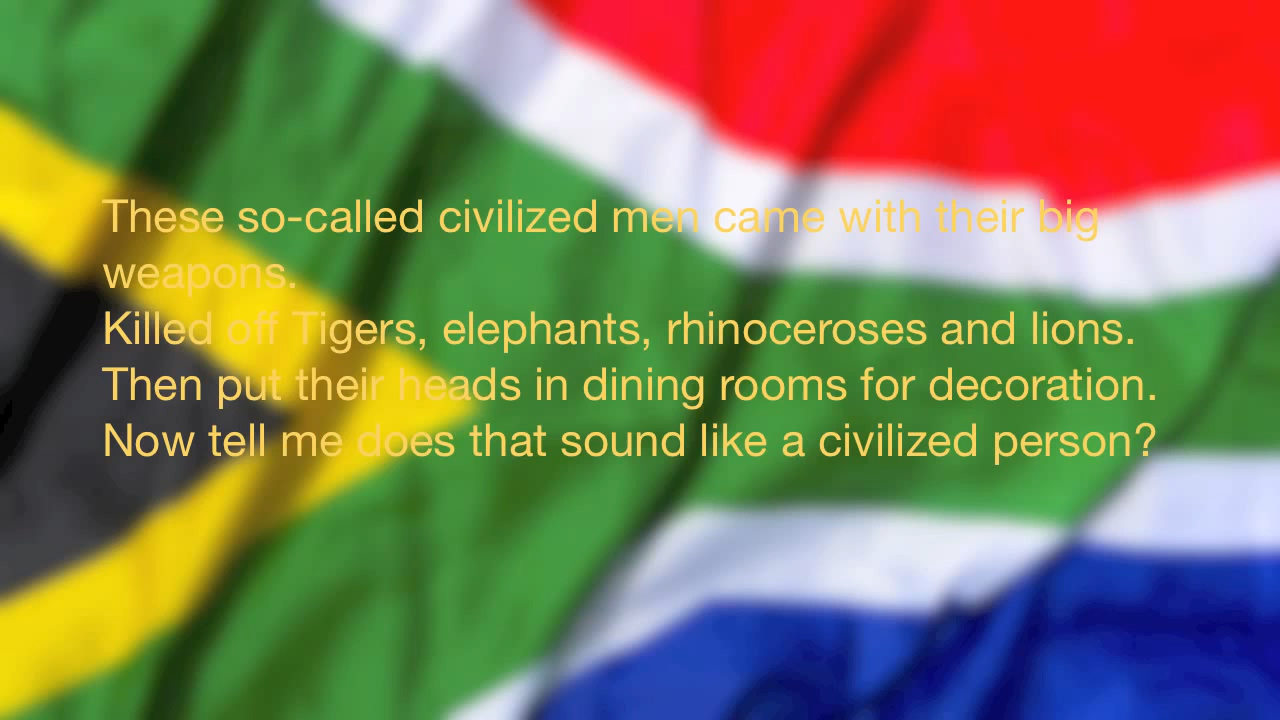 These so-called civilized men came with their big
weapons.
Killed off Tigers, elephants, rhinoceroses and lions.
Then put their heads in dining rooms for decoration.
Now tell me does that sound like a civilized person?